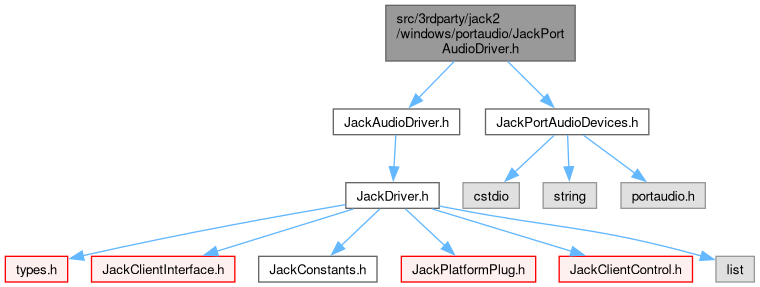 src/3rdparty/jack2
/windows/portaudio/JackPort
AudioDriver.h
JackAudioDriver.h
JackPortAudioDevices.h
JackDriver.h
cstdio
string
portaudio.h
types.h
JackClientInterface.h
JackConstants.h
JackPlatformPlug.h
JackClientControl.h
list